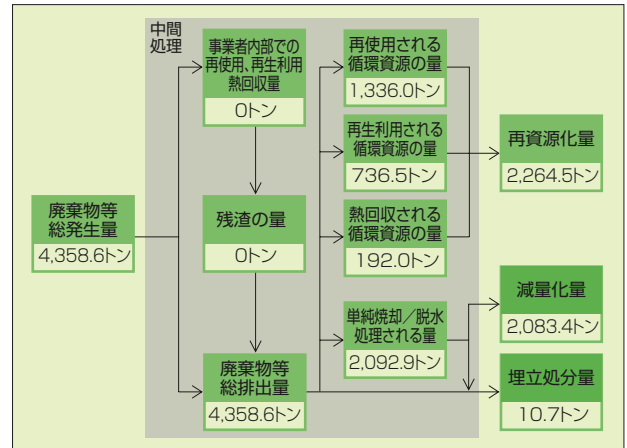 中間
処理
事業者内部での
再使用、再生利用
熱回収量
0トン
再使用される
循環資源の量
1,336.0トン
再生利用される
循環資源の量
736.5トン
再資源化量
2,264.5トン
廃棄物等
総発生量
4,358.6トン
残渣の量
0トン
熱回収される
循環資源の量
192.0トン
単純焼却／脱水
処理される量
2,092.9トン
減量化量
2,083.4トン
廃棄物等
総排出量
4,358.6トン
埋立処分量
10.7トン